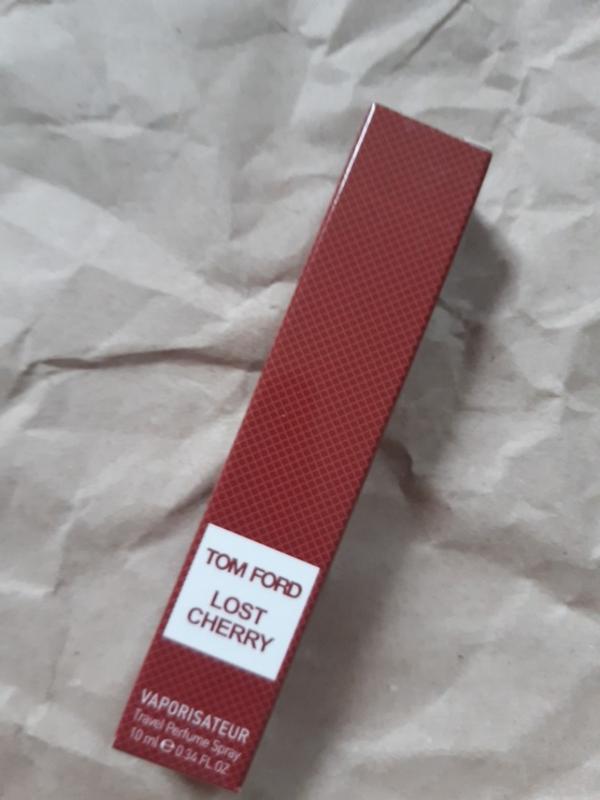 TOM FORD
LOST
CHERRY
VAPORISATEUR
Travel Perfume Spray
10 ml ℮ 0.34 FL.OZ